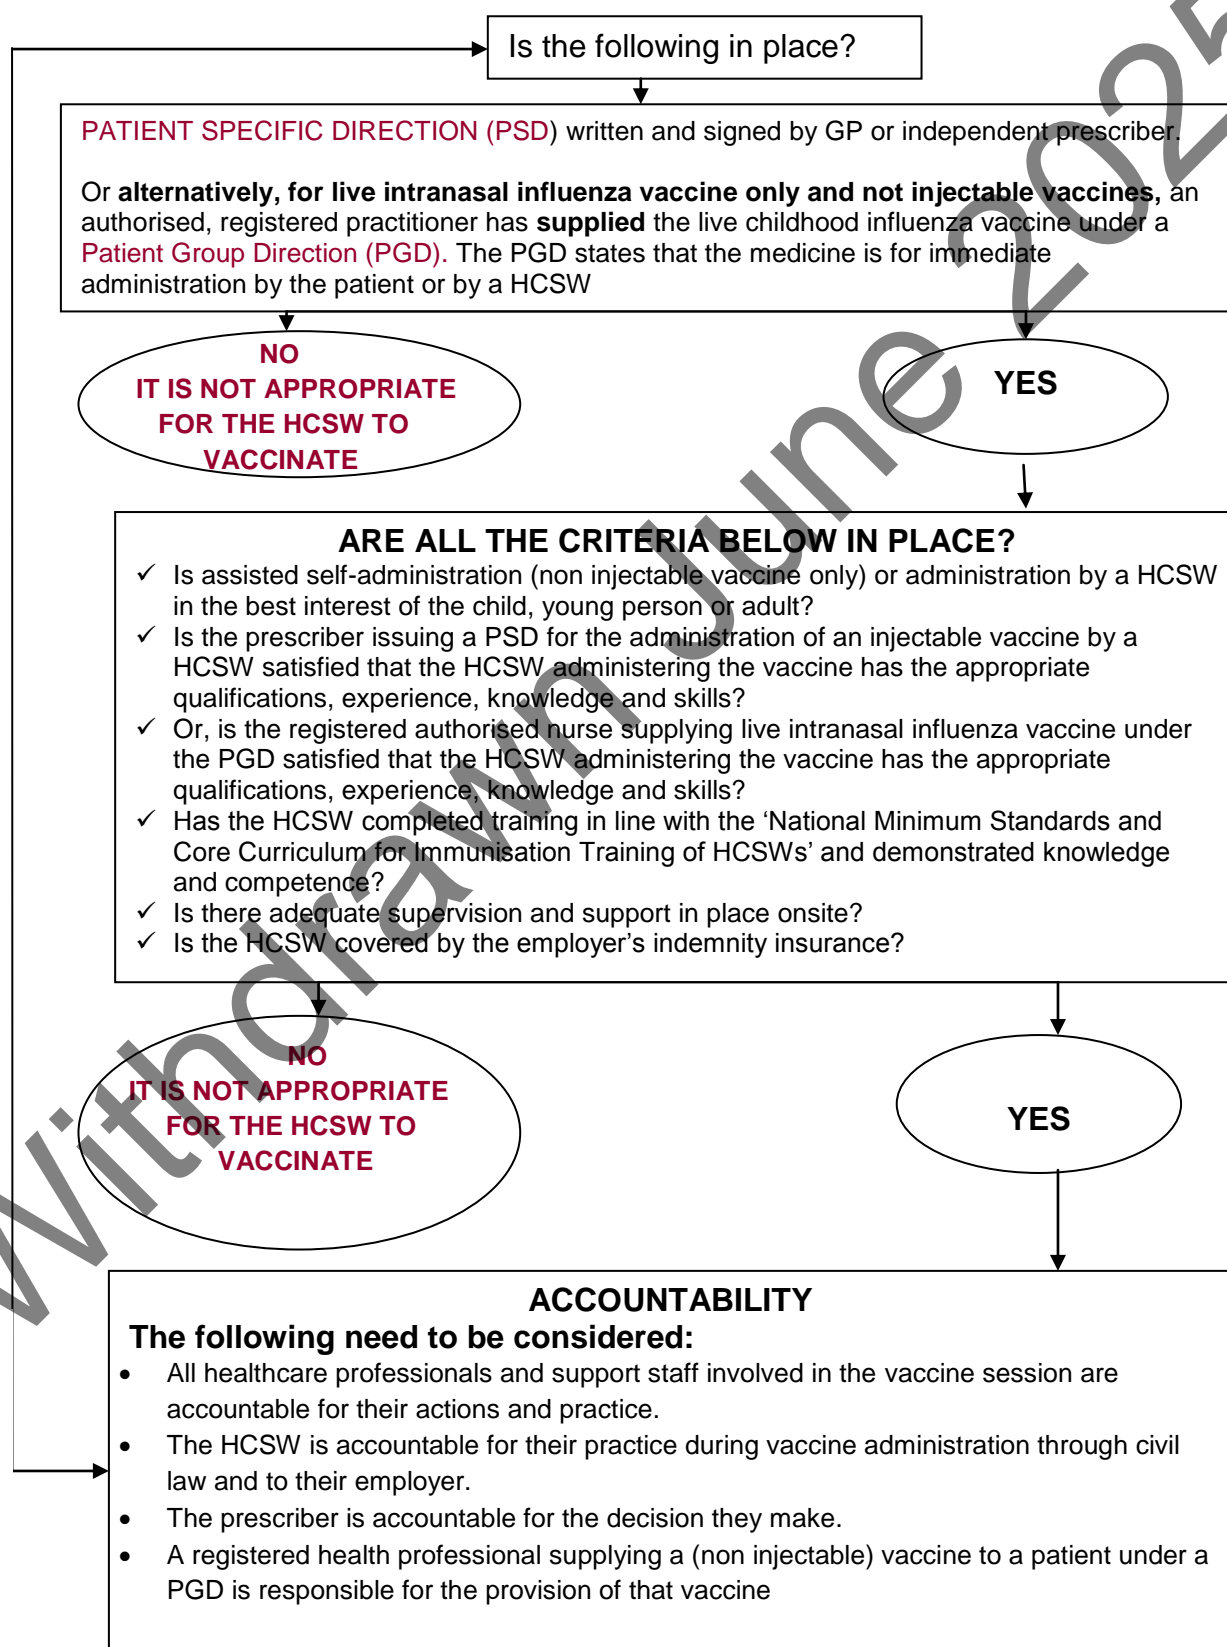 Is the following in place?
PATIENT SPECIFIC DIRECTION (PSD) written and signed by GP or independent prescriber.
Or alternatively, for live intranasal influenza vaccine only and not injectable vaccines, an
authorised, registered practitioner has supplied the live childhood influenza vaccine under a
Patient Group Direction (PGD). The PGD states that the medicine is for immediate
administration by the patient or by a HCSW
NO
IT IS NOT APPROPRIATE
FOR THE HCSW TO
VACCINATE
YES
ARE ALL THE CRITERIA BELOW IN PLACE?
✓ Is assisted self-administration (non injectable vaccine only) or administration by a HCSW
in the best interest of the child, young person or adult?
✓ Is the prescriber issuing a PSD for the administration of an injectable vaccine by a
HCSW satisfied that the HCSW administering the vaccine has the appropriate
qualifications, experience, knowledge and skills?
✓ Or, is the registered authorised nurse supplying live intranasal influenza vaccine under
the PGD satisfied that the HCSW administering the vaccine has the appropriate
qualifications, experience, knowledge and skills?
✓ Has the HCSW completed training in line with the ‘National Minimum Standards and
Core Curriculum for Immunisation Training of HCSWs’ and demonstrated knowledge
and competence?
✓ Is there adequate supervision and support in place onsite?
✓ Is the HCSW covered by the employer’s indemnity insurance?
NO
IT IS NOT APPROPRIATE
FOR THE HCSW TO
VACCINATE
YES
ACCOUNTABILITY
The following need to be considered:
• All healthcare professionals and support staff involved in the vaccine session are
accountable for their actions and practice.
• The HCSW is accountable for their practice during vaccine administration through civil
law and to their employer.
• The prescriber is accountable for the decision they make.
• A registered health professional supplying a (non injectable) vaccine to a patient under a
PGD is responsible for the provision of that vaccine
Withdrawn June 2025